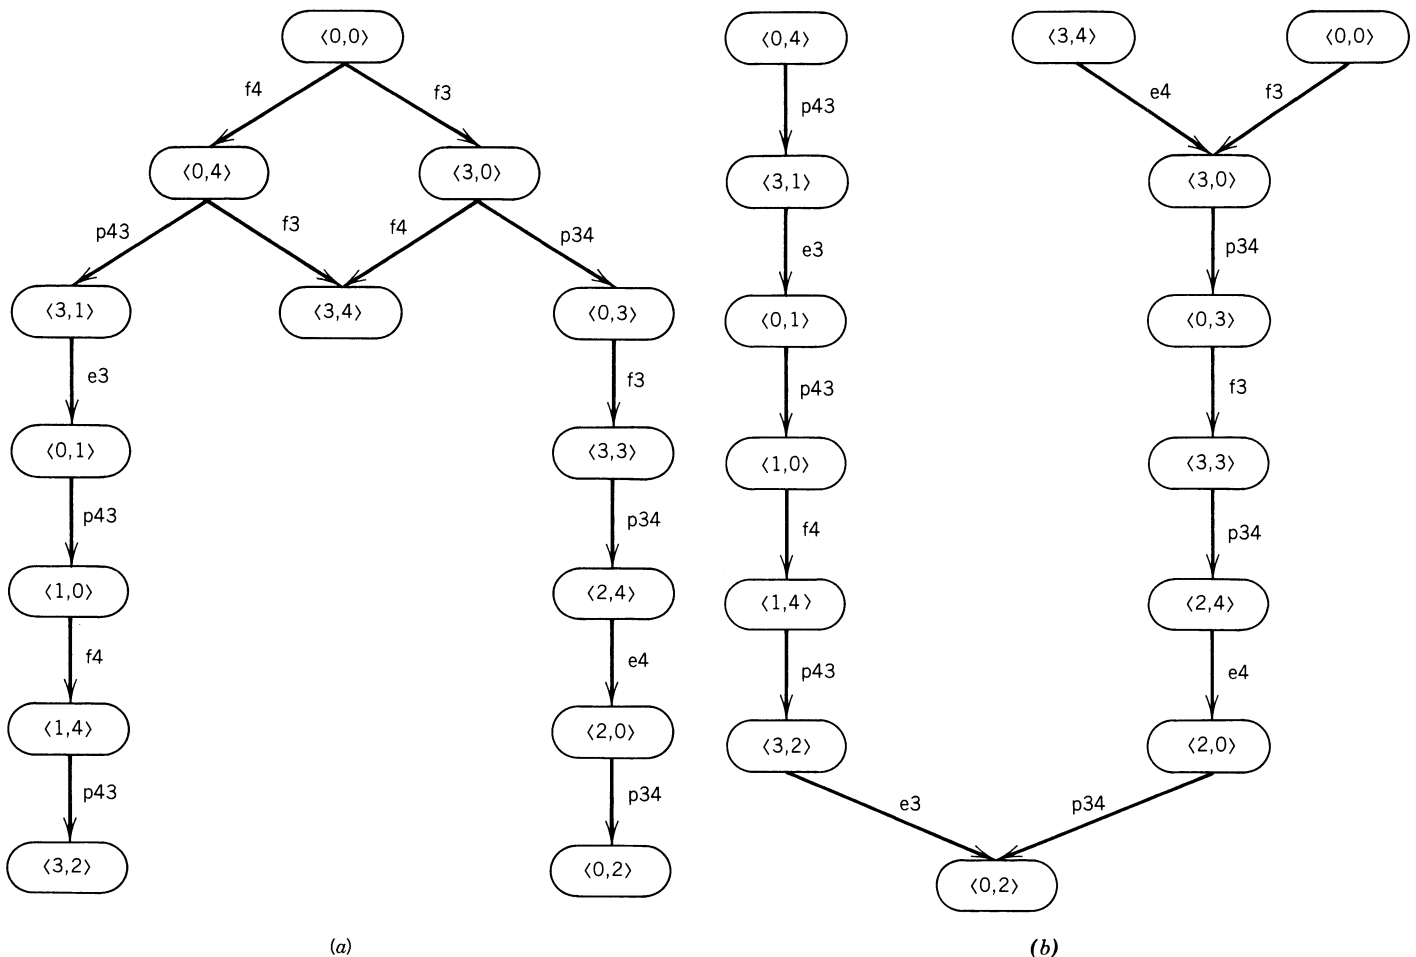 ⟨0,0⟩
f4 f3
⟨0,4⟩ ⟨3,0⟩
p43 f3 f4 p34
⟨3,1⟩ ⟨3,4⟩ ⟨0,3⟩
e3 f3
⟨0,1⟩ ⟨3,3⟩
p43 p34
⟨1,0⟩ ⟨2,4⟩
f4 e4
⟨1,4⟩ ⟨2,0⟩
p43 p34
⟨3,2⟩ ⟨0,2⟩
(a)
⟨0,4⟩ ⟨3,4⟩ ⟨0,0⟩
p43 e4 f3
⟨3,1⟩ ⟨3,0⟩
e3 p34
⟨0,1⟩ ⟨0,3⟩
p43 f3
⟨1,0⟩ ⟨3,3⟩
f4 p34
⟨1,4⟩ ⟨2,4⟩
p43 e4
⟨3,2⟩ ⟨2,0⟩
e3 p34
⟨0,2⟩
(b)